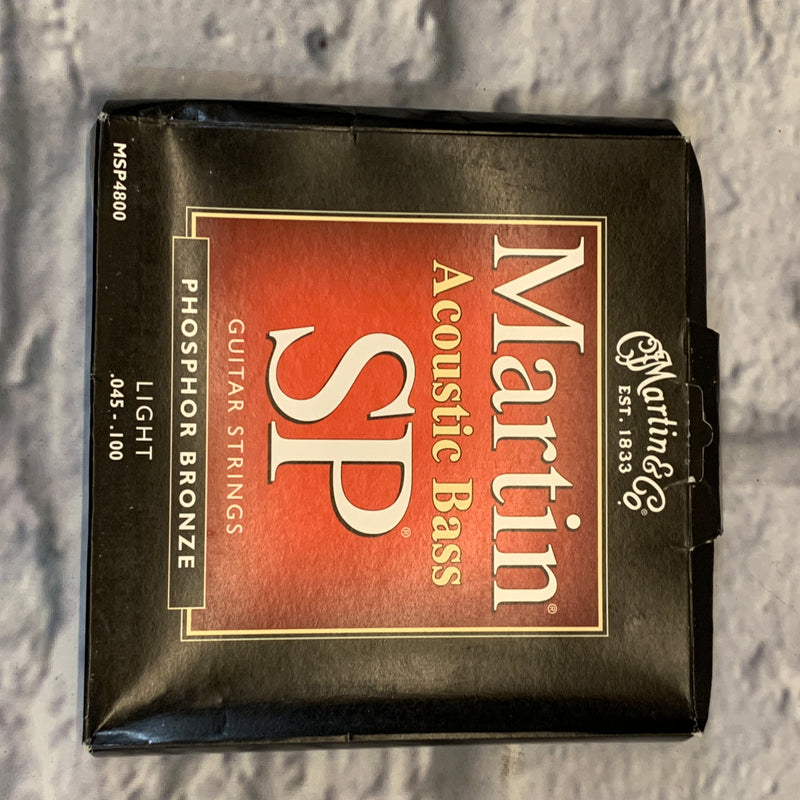 Martin & Co.®
EST. 1833
Martin®
Acoustic Bass
SP®
GUITAR STRINGS
PHOSPHOR BRONZE
LIGHT
.045 - .100
MSP4800